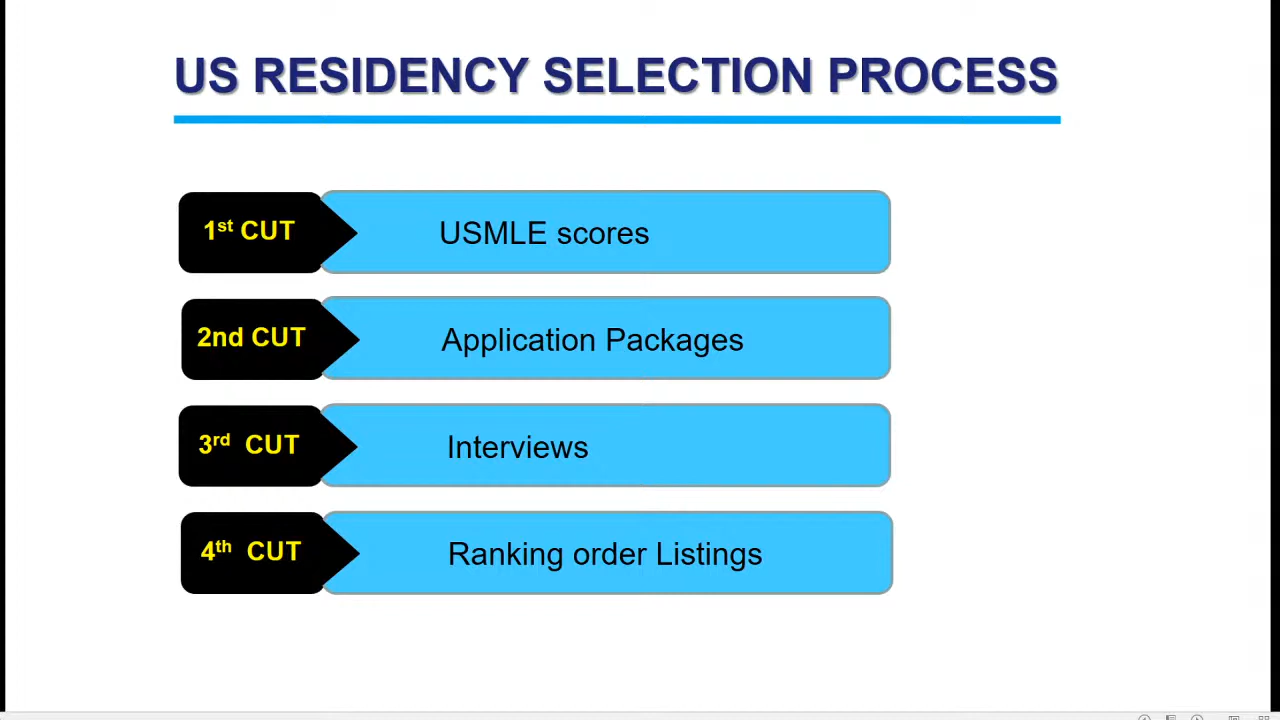 US RESIDENCY SELECTION PROCESS
1st CUT
USMLE scores
2nd CUT
Application Packages
3rd CUT
Interviews
4th CUT
Ranking order Listings